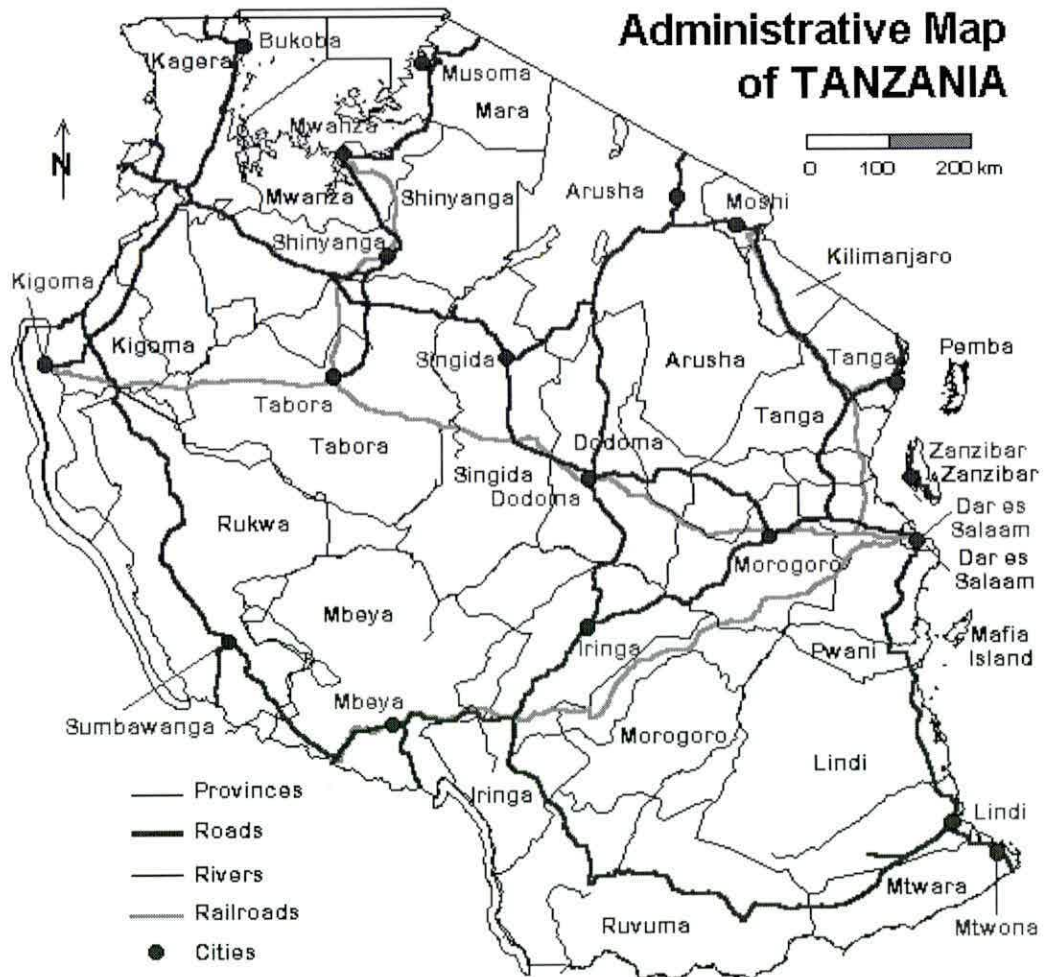 Administrative Map
of TANZANIA
0 100 200 km
N
Bukoba
Kagera
Musoma
Mara
Mwanza
Mwanza
Shinyanga
Arusha
Moshi
Shinyanga
Kilimanjaro
Kigoma
Kigoma
Singida
Arusha
Tanga
Pemba
Tabora
Tanga
Tabora
Dodoma
Singida
Dodoma
Zanzibar
Zanzibar
Rukwa
Dar es
Salaam
Morogoro
Dar es
Salaam
Mbeya
Iringa
Pwani
Mafia
Island
Mbeya
Sumbawanga
Morogoro
Lindi
Iringa
Lindi
Mtwara
Ruvuma
Mtwona
Provinces
Roads
Rivers
Railroads
Cities